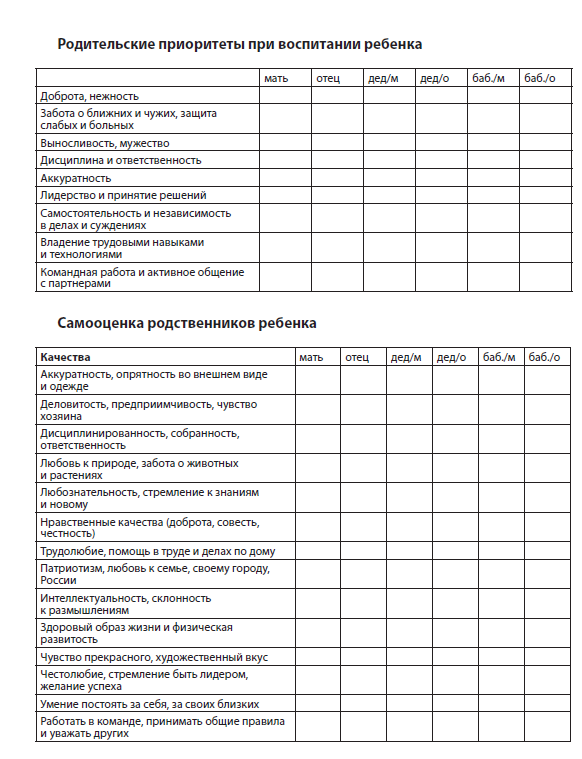 Родительские приоритеты при воспитании ребенка
мать отец дед/м дед/о баб./м баб./о
Доброта, нежность
Забота о ближних и чужих, защита
слабых и больных
Выносливость, мужество
Дисциплина и ответственность
Аккуратность
Лидерство и принятие решений
Самостоятельность и независимость
в делах и суждениях
Владение трудовыми навыками
и технологиями
Командная работа и активное общение
с партнерами
Самооценка родственников ребенка
Качества мать отец дед/м дед/о баб./м баб./о
Аккуратность, опрятность во внешнем виде
и одежде
Деловитость, предприимчивость, чувство
хозяина
Дисциплинированность, собранность,
ответственность
Любовь к природе, забота о животных
и растениях
Любознательность, стремление к знаниям
и новому
Нравственные качества (доброта, совесть,
честность)
Трудолюбие, помощь в труде и делах по дому
Патриотизм, любовь к семье, своему городу,
России
Интеллектуальность, склонность
к размышлениям
Здоровый образ жизни и физическая
развитость
Чувство прекрасного, художественный вкус
Честолюбие, стремление быть лидером,
желание успеха
Умение постоять за себя, за своих близких
Работать в команде, принимать общие правила
и уважать других